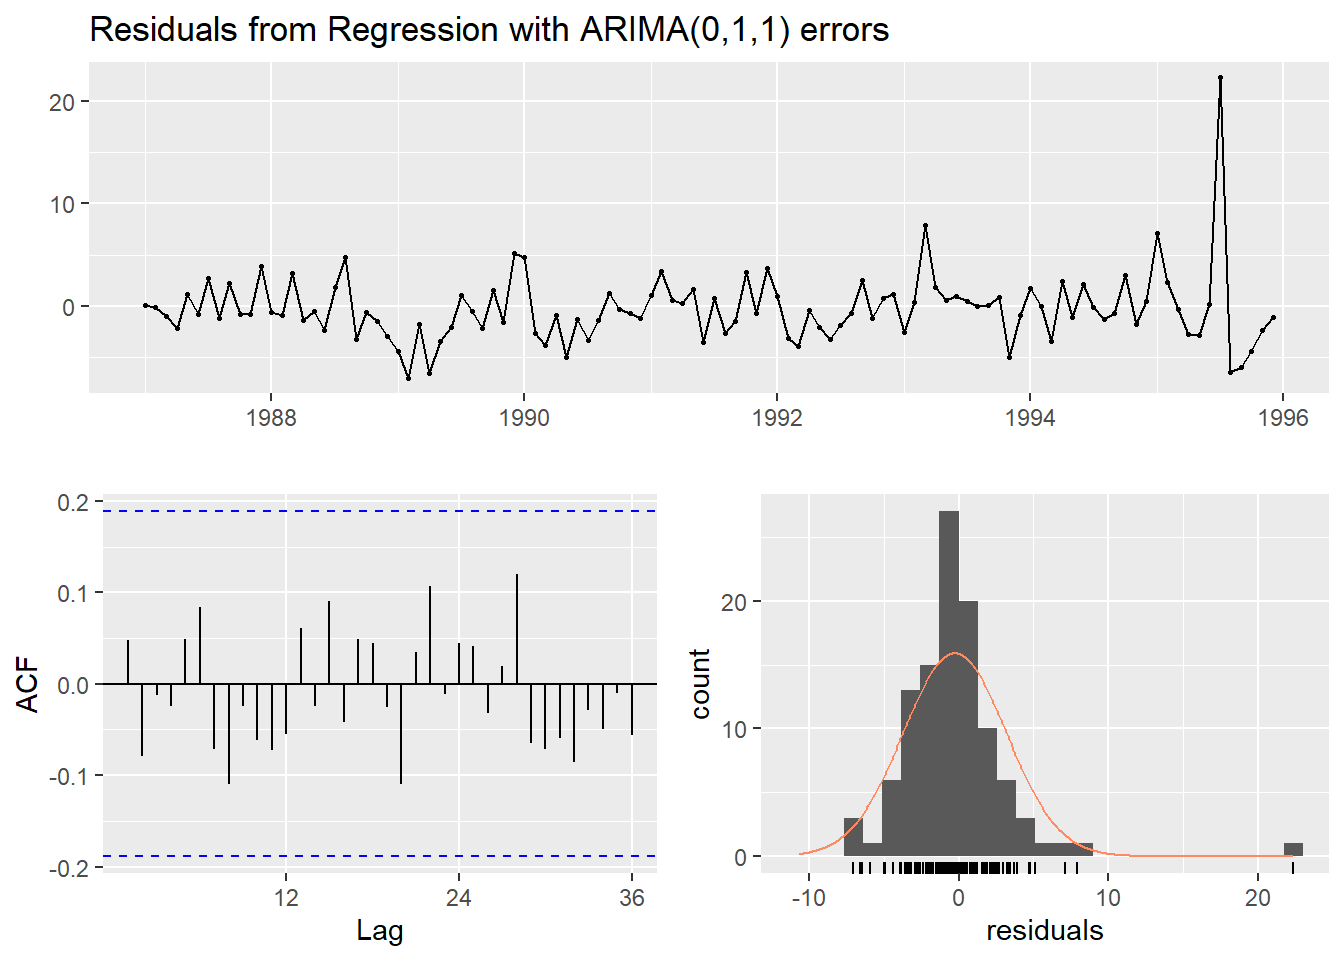 Residuals from Regression with ARIMA(0,1,1) errors
20
10
0
1988 1990 1992 1994 1996
0.2
0.1
0.0
-0.1
-0.2
ACF
12 24 36
Lag
20
10
0
count
-10 0 10 20
residuals